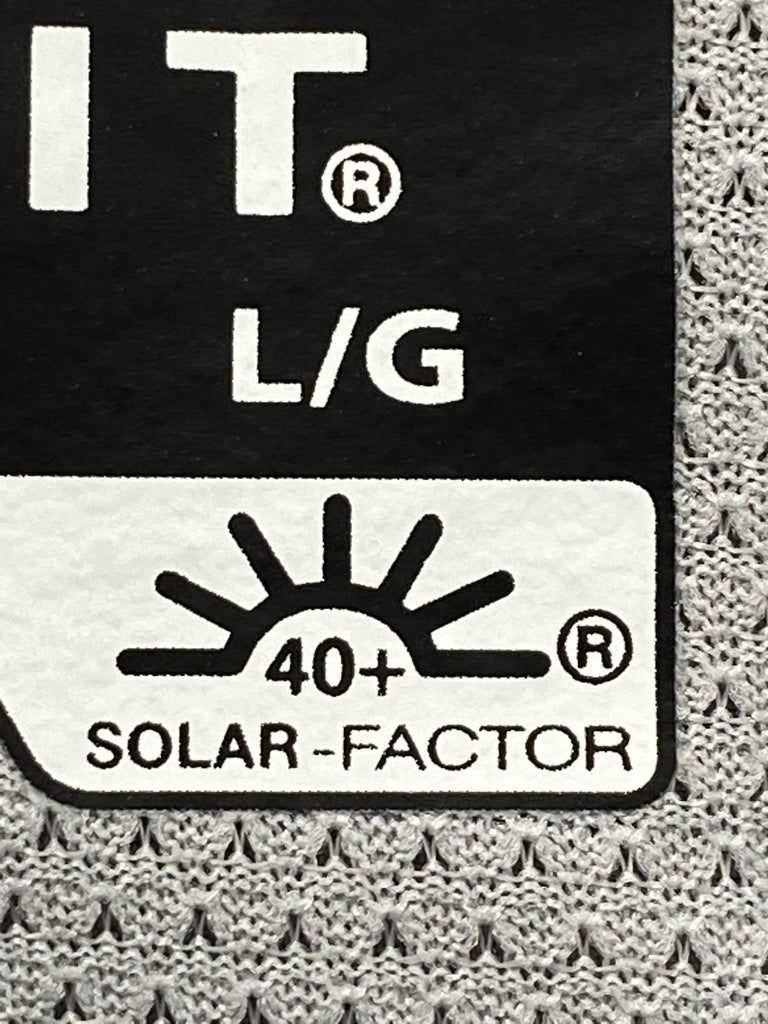 IT®
L/G
40+ ®
SOLAR-FACTOR